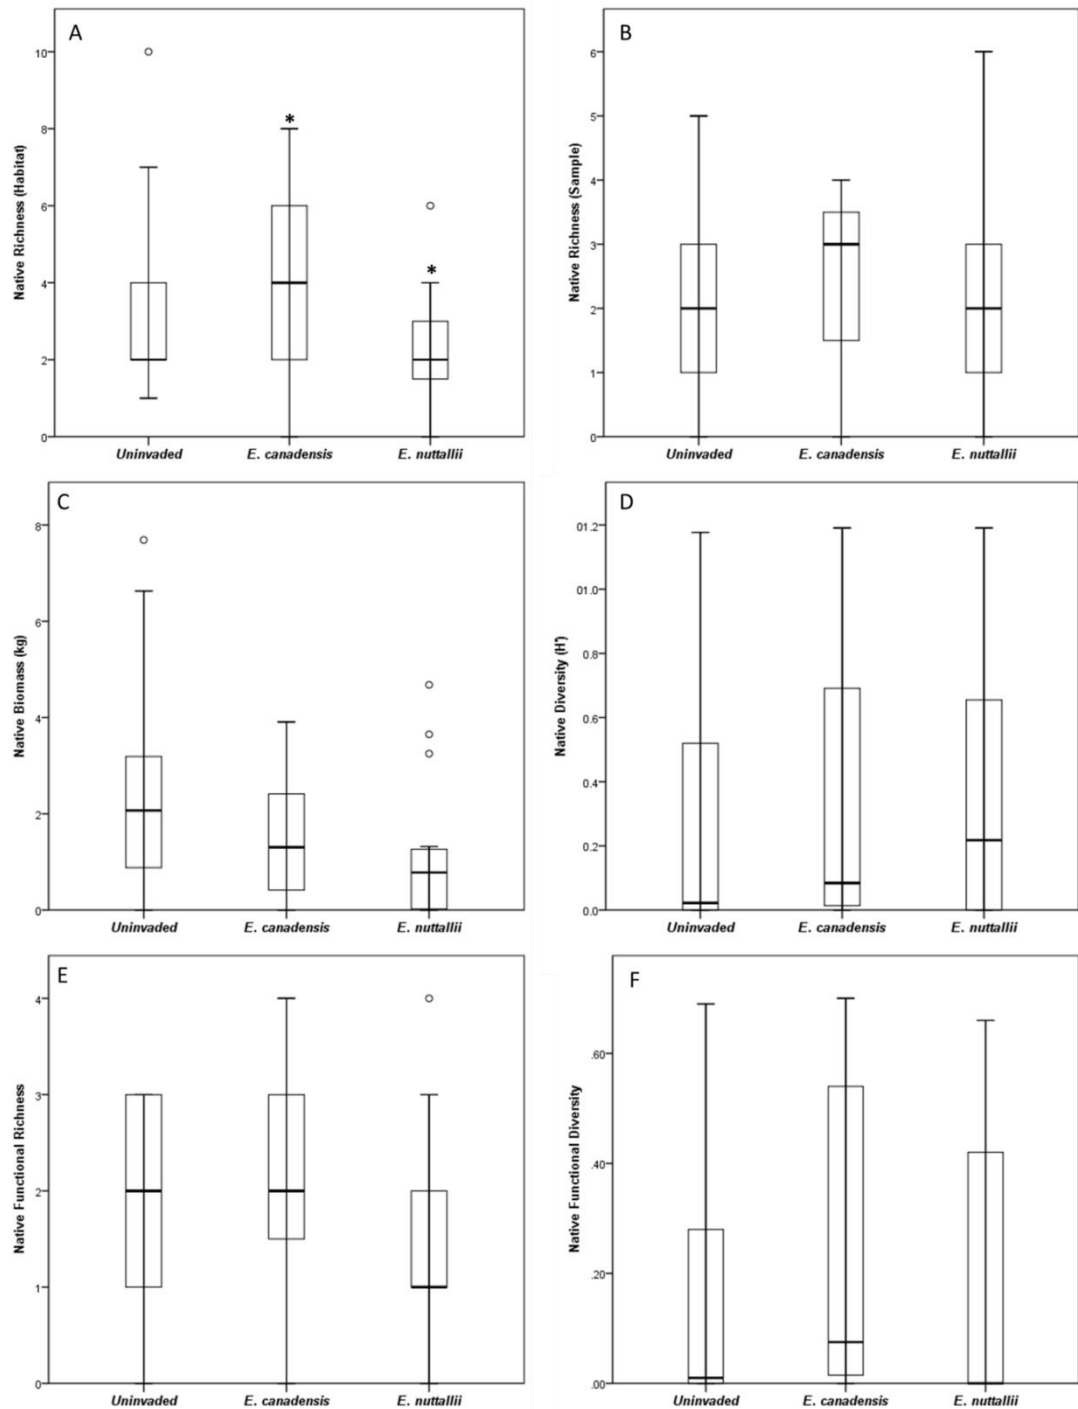 A
Native Richness (Habitat)
10
8
6
4
2
0
*
*
Uninvaded
E. canadensis
E. nuttallii
B
Native Richness (Sample)
6
5
4
3
2
1
0
Uninvaded
E. canadensis
E. nuttallii
C
Native Biomass (kg)
8
6
4
2
0
Uninvaded
E. canadensis
E. nuttallii
D
Native Diversity (H')
01.2
01.0
0.8
0.6
0.4
0.2
0.0
Uninvaded
E. canadensis
E. nuttallii
E
Native Functional Richness
4
3
2
1
0
Uninvaded
E. canadensis
E. nuttallii
F
Native Functional Diversity
.60
.40
.20
.00
Uninvaded
E. canadensis
E. nuttallii